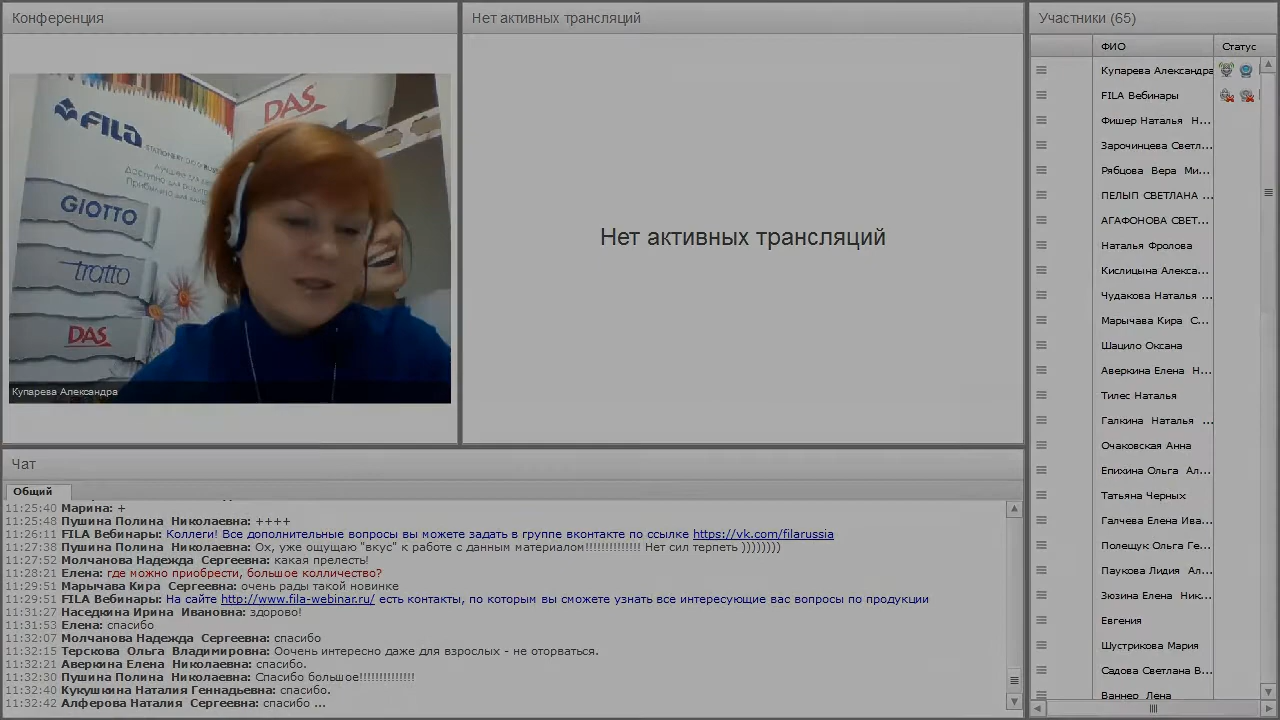 Конференция
Нет активных трансляций
Участники (65)
ФИО
Статус
FILA
DAS
GIOTTO
tratto
DAS
Купарева Александра
Нет активных трансляций
Купарева Александра
FILA Вебинары
Фишер Наталья Н...
Рябцова Вера Ми...
ПЕЛЫП СВЕТЛАНА ...
АГАФОНОВА СВЕТ...
Наталья Фролова
Чудакова Наталья ...
Марычава Кира С...
Шацило Оксана
Аверкина Елена Н...
Тилда Наталья
Галкина Наталья ...
Очаковская Анна
Епихина Ольга Ал...
Татьяна Черных
Галчева Елена Ива...
Полещук Ольга Ге...
Паукова Лидия Ал...
Зюзина Елена Ник...
Евгения
Шустрикова Мария
Садова Светлана В...
Ваннер Лена
Чат
Общий
11:25:40 Марина: +
11:25:48 Пушина Полина Николаевна: ++++
11:26:11 FILA Вебинары: Коллеги! Все дополнительные вопросы вы можете задать в группе вконтакте по ссылке https://vk.com/filarussia
11:27:38 Пушина Полина Николаевна: Ох, уже ощущаю "вкус" к работе с данным материалом!!!!!!!!!!!!!! Нет сил терпеть ))))))))
11:27:52 Молчанова Надежда Сергеевна: какая прелесть!
11:28:21 Елена: где можно приобрести, большое колличество?
11:29:51 Марычава Кира Сергеевна: очень рады такой новинке
11:29:51 FILA Вебинары: На сайте http://www.fila-webinar.ru/ есть контакты, по которым вы сможете узнать все интересующие вас вопросы по продукции
11:31:27 Наседкина Ирина Ивановна: здорово!
11:31:53 Елена: спасибо
11:32:07 Молчанова Надежда Сергеевна: спасибо
11:32:15 Терскова Ольга Владимировна: Оочень интересно даже для взрослых - не оторваться.
11:32:21 Аверкина Елена Николаевна: спасибо.
11:32:30 Пушина Полина Николаевна: Спасибо большое!!!!!!!!!!!!!!
11:32:40 Кукушкина Наталия Геннадьевна: спасибо.
11:32:42 Алферова Наталия Сергеевна: спасибо ...